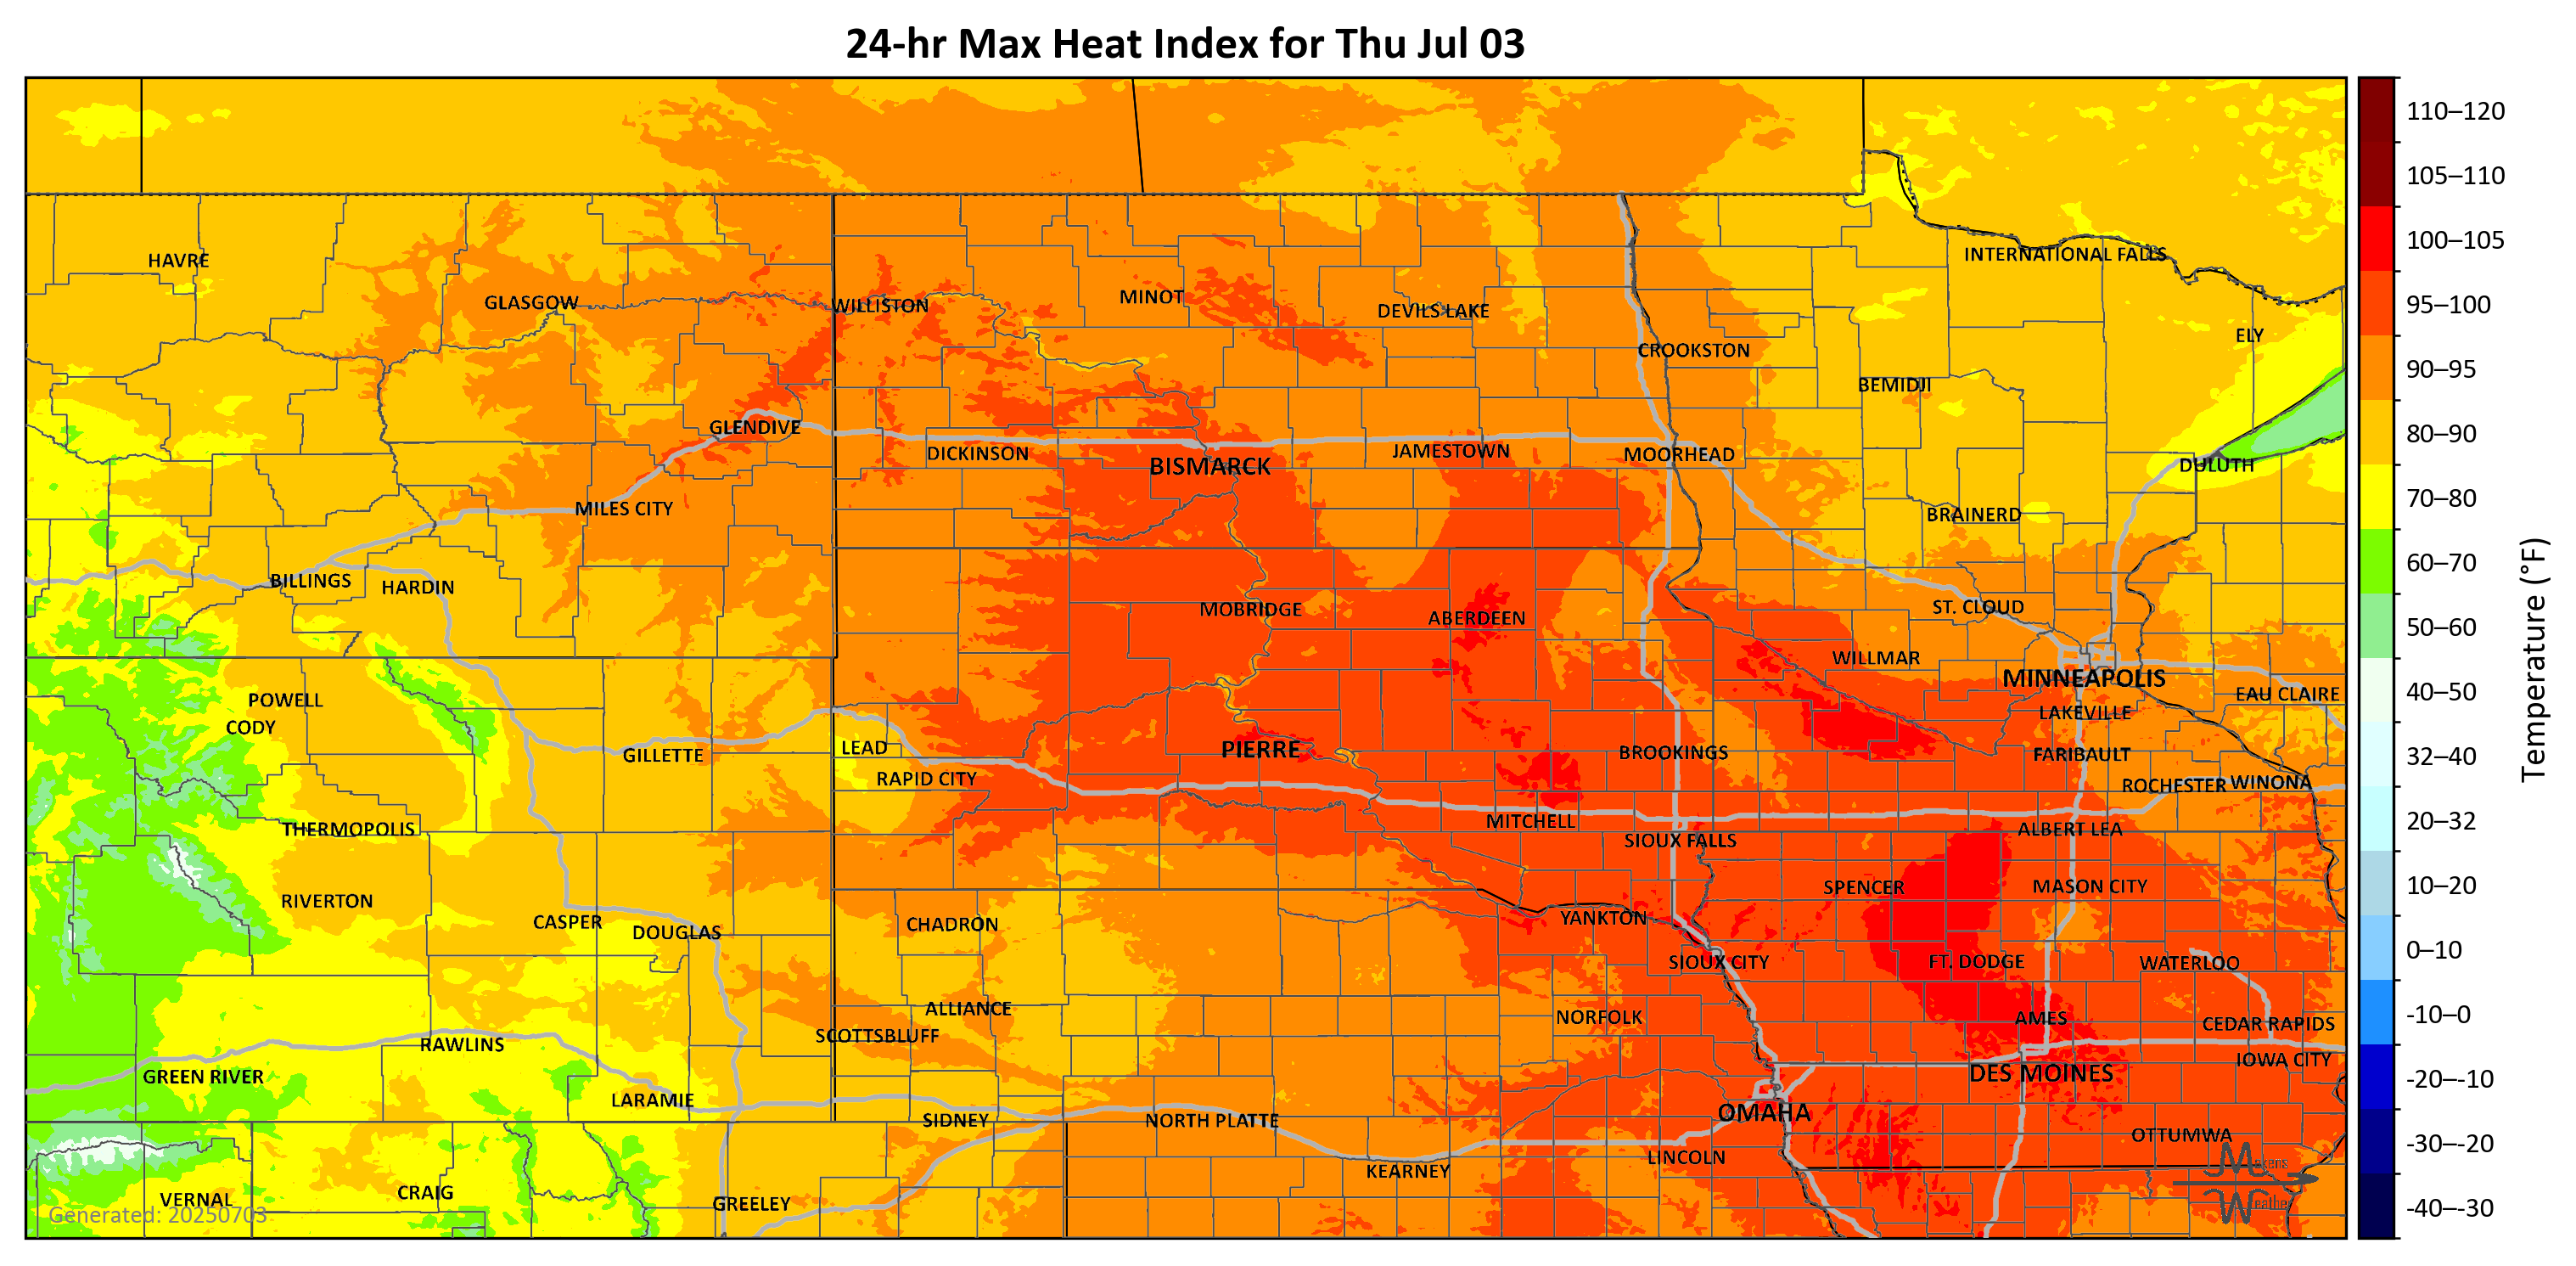 24-hr Max Heat Index for Thu Jul 03
110–120
105–110
100–105
95–100
90–95
80–90
70–80
60–70
50–60
40–50
32–40
20–32
10–20
0–10
-10–0
-20–-10
-30–-20
-40–-30
Temperature (°F)
HAVRE
INTERNATIONAL FALLS
GLASGOW
WILLISTON
MINOT
DEVILS LAKE
ELY
CROOKSTON
BEMIDJI
GLENDIVE
DICKINSON
BISMARCK
JAMESTOWN
MOORHEAD
DULUTH
MILES CITY
BRAINERD
BILLINGS
HARDIN
MOBRIDGE
ABERDEEN
ST. CLOUD
WILLMAR
MINNEAPOLIS
EAU CLAIRE
POWELL
CODY
LAKEVILLE
GILLETTE
LEAD
PIERRE
BROOKINGS
FARIBAULT
RAPID CITY
ROCHESTER
WINONA
THERMOPOLIS
MITCHELL
SIOUX FALLS
ALBERT LEA
RIVERTON
SPENCER
MASON CITY
CASPER
DOUGLAS
CHADRON
YANKTON
SIOUX CITY
FT. DODGE
WATERLOO
ALLIANCE
NORFOLK
AMES
CEDAR RAPIDS
SCOTTSBLUFF
RAWLINS
IOWA CITY
GREEN RIVER
DES MOINES
LARAMIE
SIDNEY
NORTH PLATTE
OMAHA
OTTUMWA
LINCOLN
KEARNEY
VERNAL
CRAIG
GREELEY
Makens
Weather
Generated: 20250703